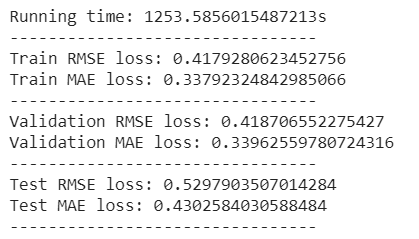 Running time: 1253.5856015487213s
--------------------------------
Train RMSE loss: 0.4179280623452756
Train MAE loss: 0.33792324842985066
--------------------------------
Validation RMSE loss: 0.418706552275427
Validation MAE loss: 0.33962559780724316
--------------------------------
Test RMSE loss: 0.5297903507014284
Test MAE loss: 0.4302584030588484
--------------------------------